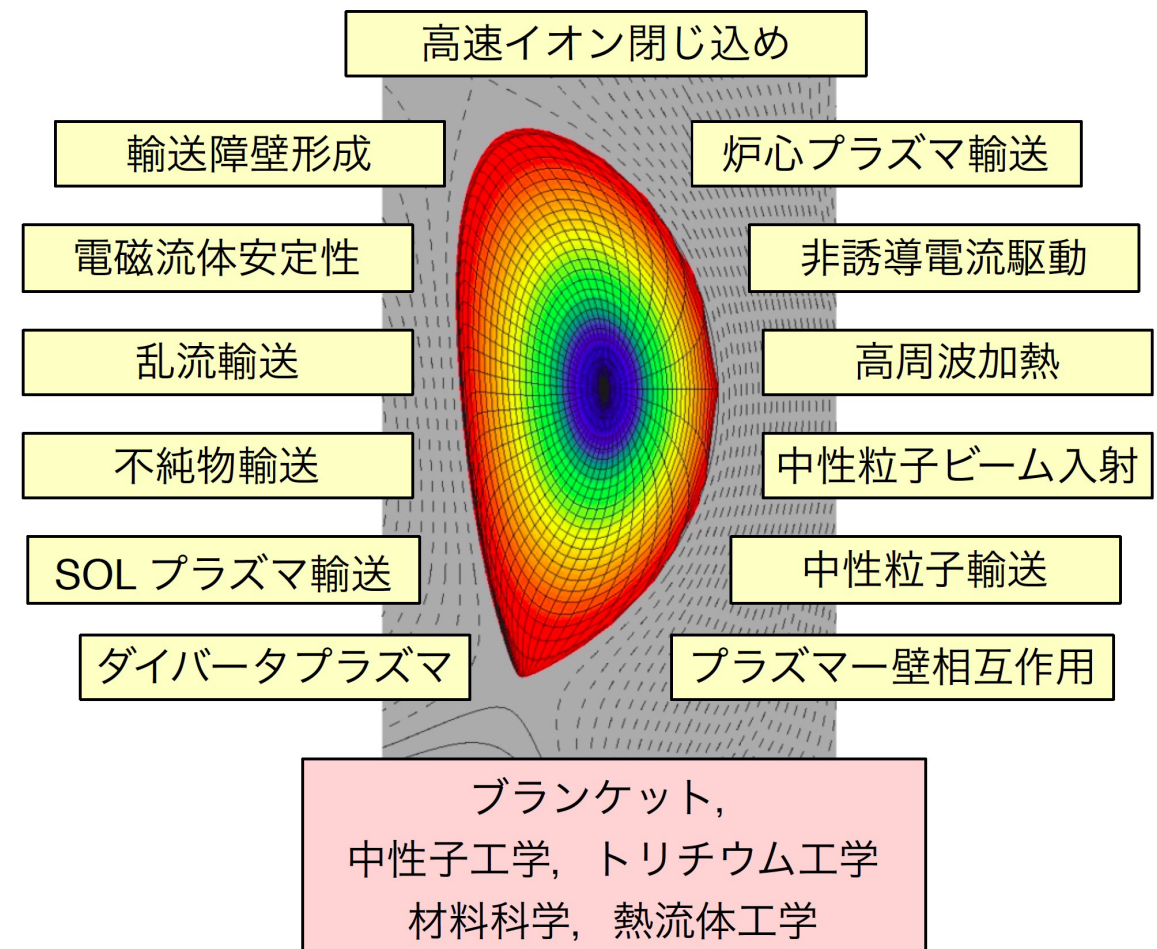 高速イオン閉じ込め
輸送障壁形成
炉心プラズマ輸送
電磁流体安定性
非誘導電流駆動
乱流輸送
高周波加熱
不純物輸送
中性粒子ビーム入射
SOL プラズマ輸送
中性粒子輸送
ダイバータプラズマ
プラズマー壁相互作用
ブランケット,
中性子工学, トリチウム工学
材料科学, 熱流体工学